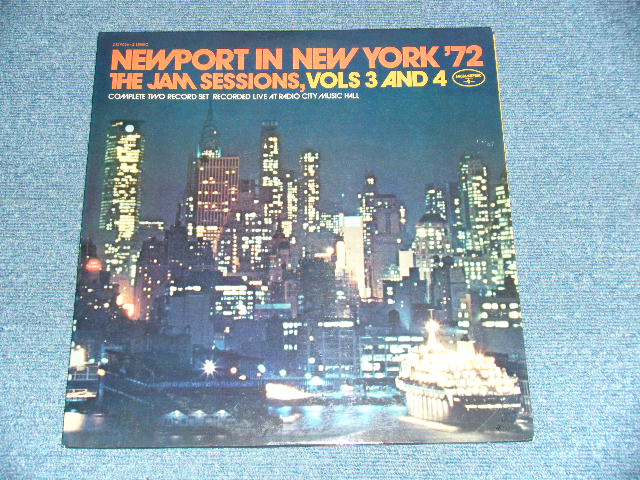 NEWPORT IN NEW YORK '72
THE JAM SESSIONS, VOLS 3 AND 4
COMPLETE TWO RECORD SET RECORDED LIVE AT RADIO CITY MUSIC HALL